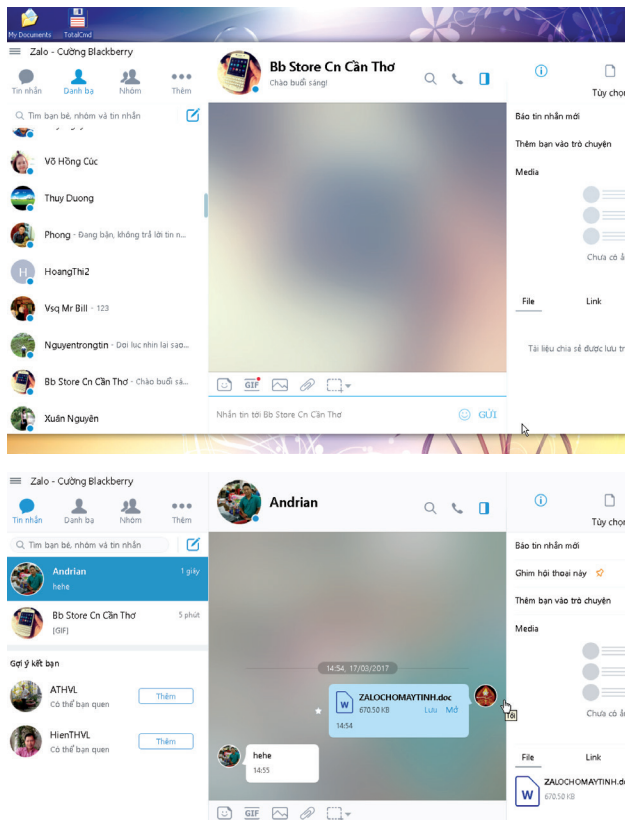 My Documents TotalCmd
Zalo - Cường Blackberry
Tin nhắn Danh bạ Nhóm Thêm
Tìm bạn bè, nhóm và tin nhắn
Võ Hồng Cúc
Thuy Duong
Phong - Đang bận, không trả lời tin n...
H HoangThi2
Vsq Mr Bill - 123
Nguyentrongtin - Doi luc nhin lai sao...
Bb Store Cn Cần Thơ - Chào buổi sá...
Xuân Nguyên
Bb Store Cn Cần Thơ
Chào buổi sáng!
GIF
Nhắn tin tới Bb Store Cn Cần Thơ GỬI
Tùy chọn
Báo tin nhắn mới
Thêm bạn vào trò chuyện
Media
Chưa có ả
File Link
Tài liệu chia sẻ được lưu tr
Zalo - Cường Blackberry
Tin nhắn Danh bạ Nhóm Thêm
Tìm bạn bè, nhóm và tin nhắn
Andrian 1 giây
hehe
Bb Store Cn Cần Thơ 5 phút
[GIF]
Gợi ý kết bạn
ATHVL
Có thể bạn quen Thêm
HienTHVL
Có thể bạn quen Thêm
Andrian
14:54, 17/03/2017
ZALOCHOMAYTINH.doc
W 670.50 KB Lưu Mở
14:54
Tôi
hehe
14:55
GIF
Tùy chọn
Báo tin nhắn mới
Ghim hội thoại này
Thêm bạn vào trò chuyện
Media
Chưa có ả
File Link
ZALOCHOMAYTINH.d
W 670.50 KB